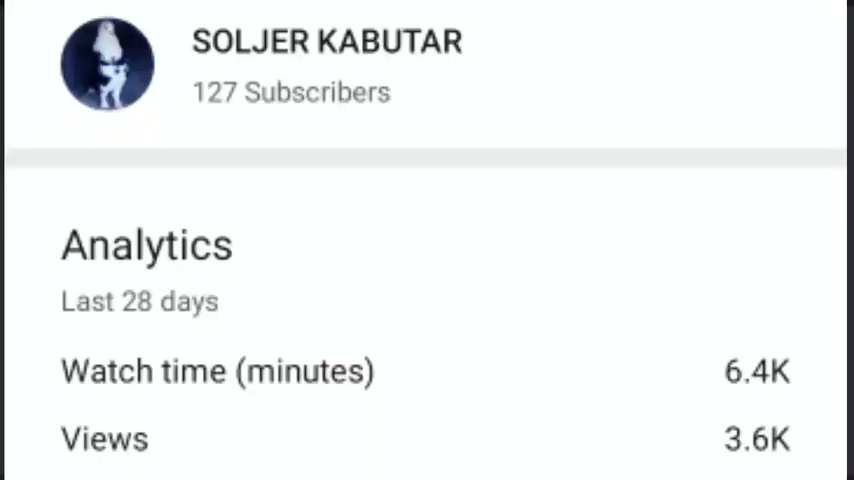 SOLJER KABUTAR
127 Subscribers
Analytics
Last 28 days
Watch time (minutes) 6.4K
Views 3.6K